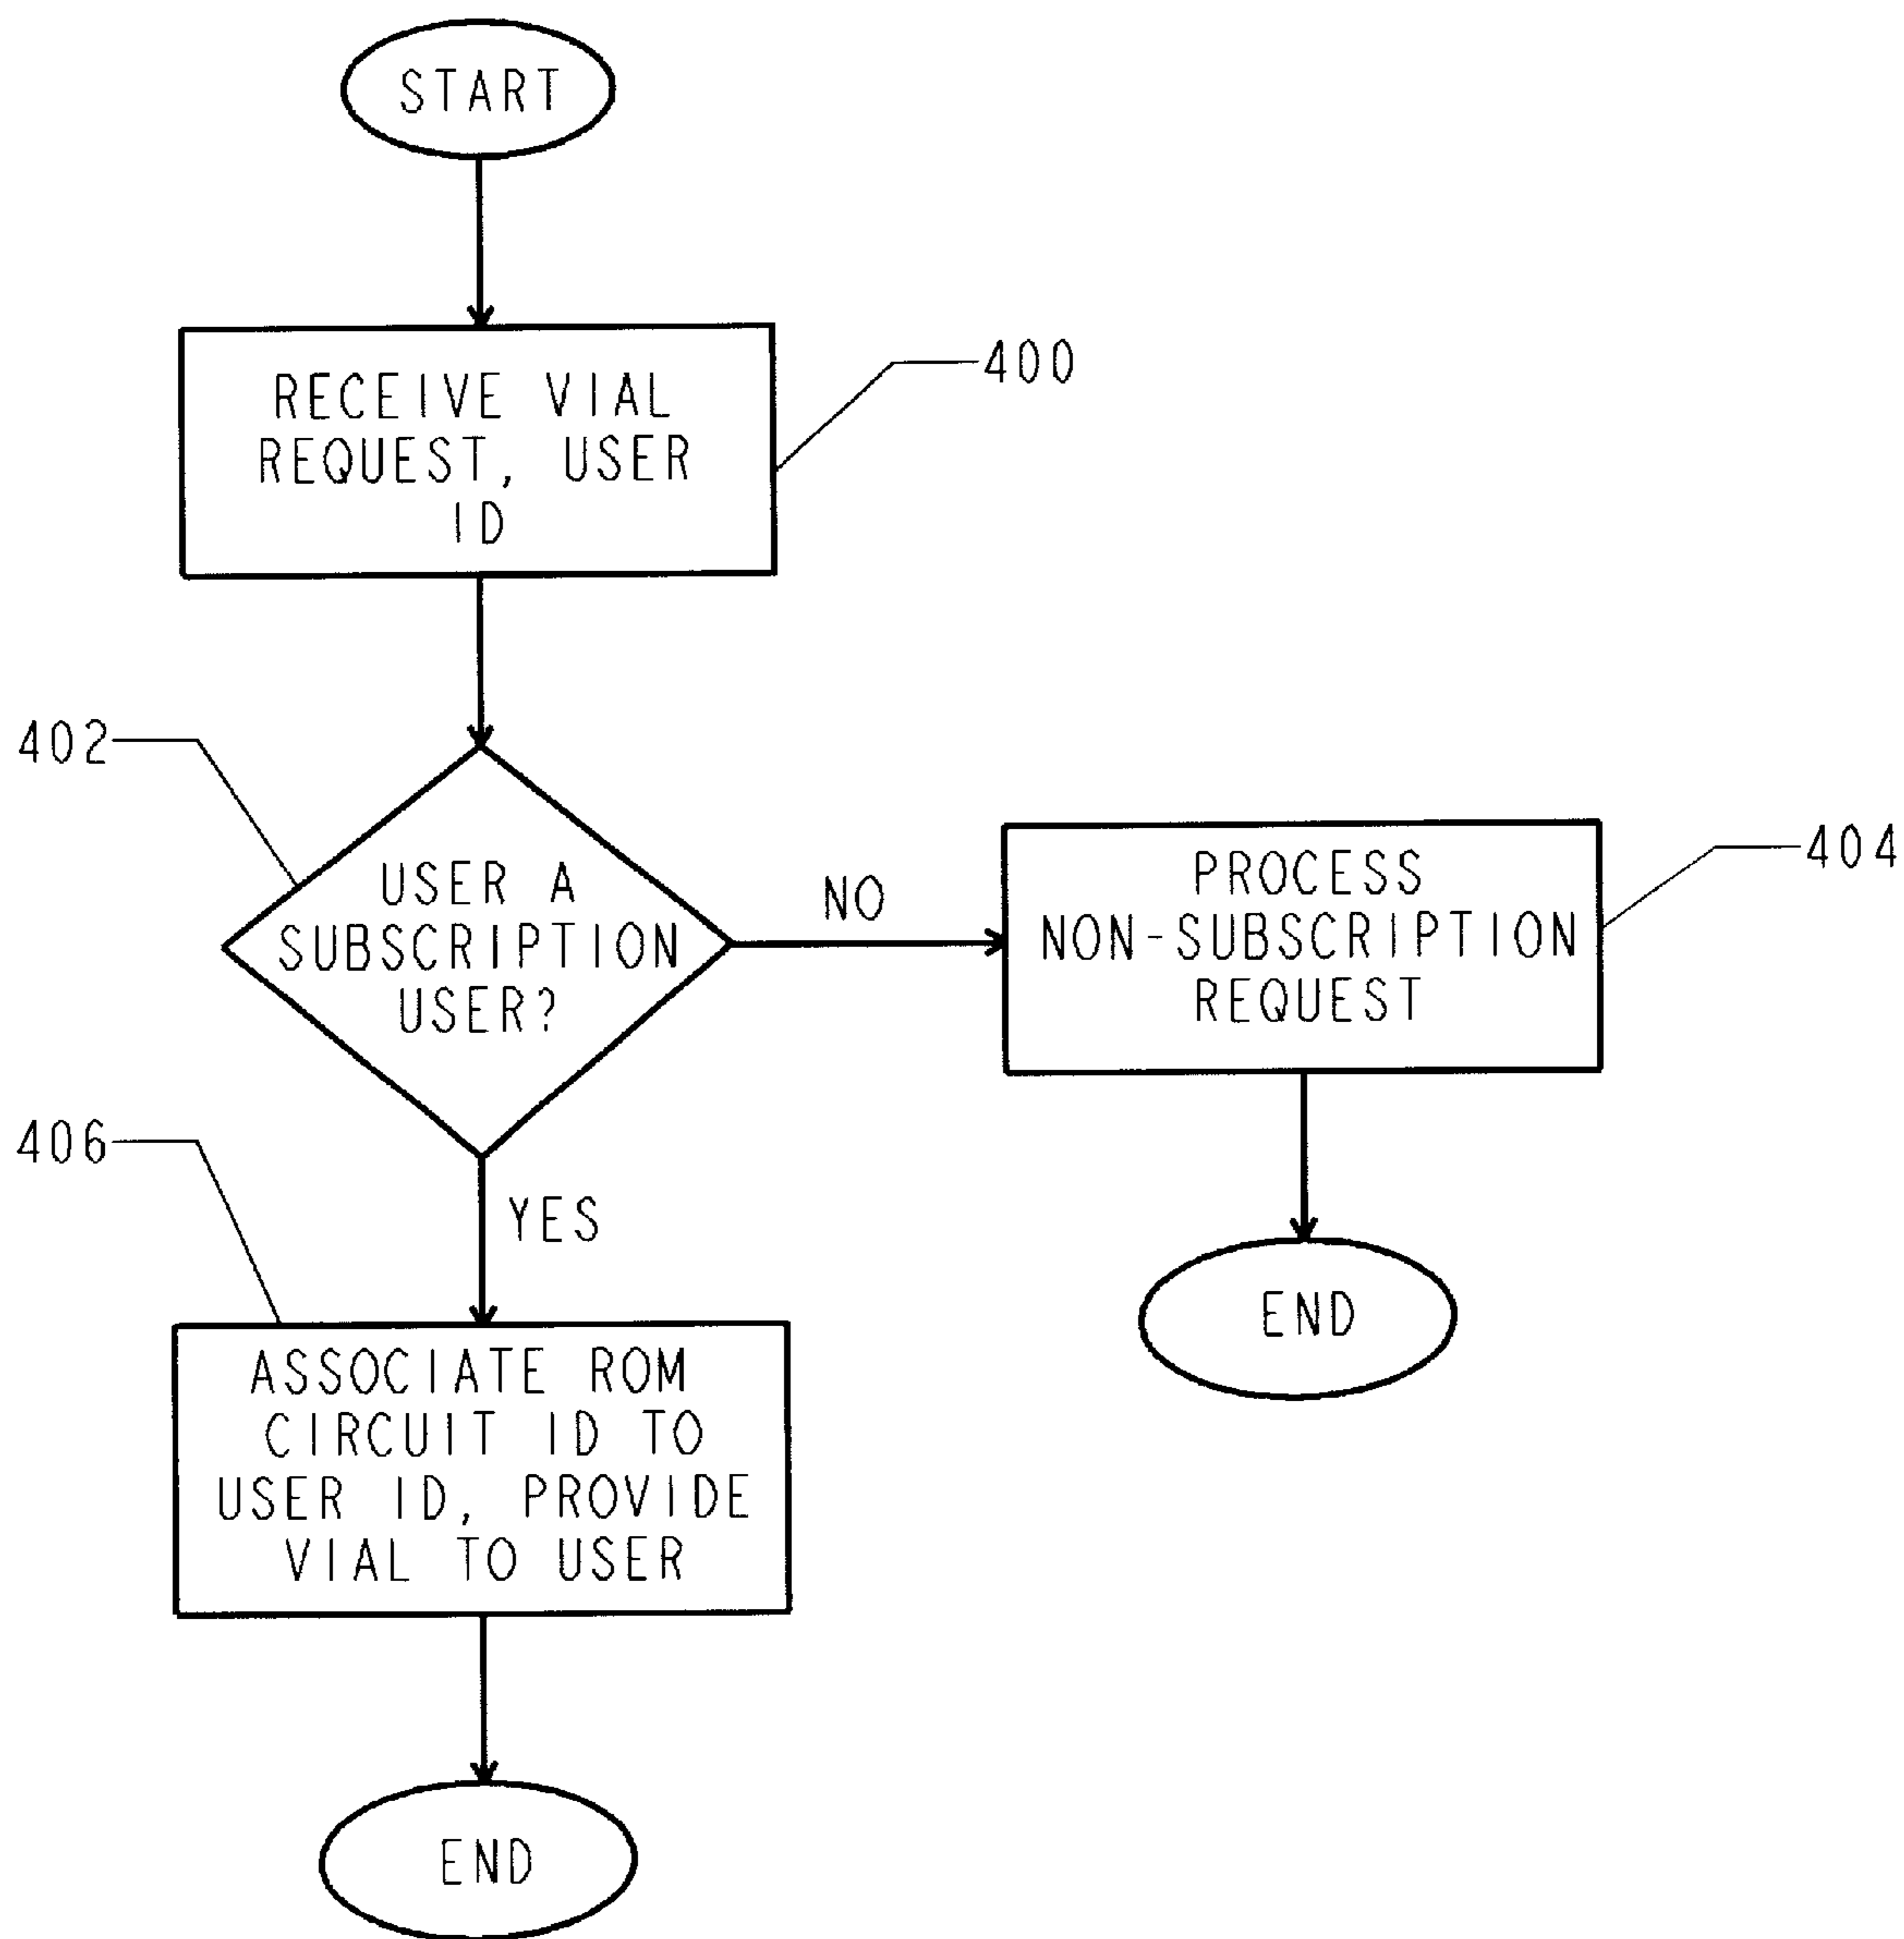 START
RECEIVE VIAL
REQUEST, USER
ID
400
402
USER A
SUBSCRIPTION
USER?
NO
PROCESS
NON-SUBSCRIPTION
REQUEST
404
406
YES
ASSOCIATE ROM
CIRCUIT ID TO
USER ID, PROVIDE
VIAL TO USER
END
END